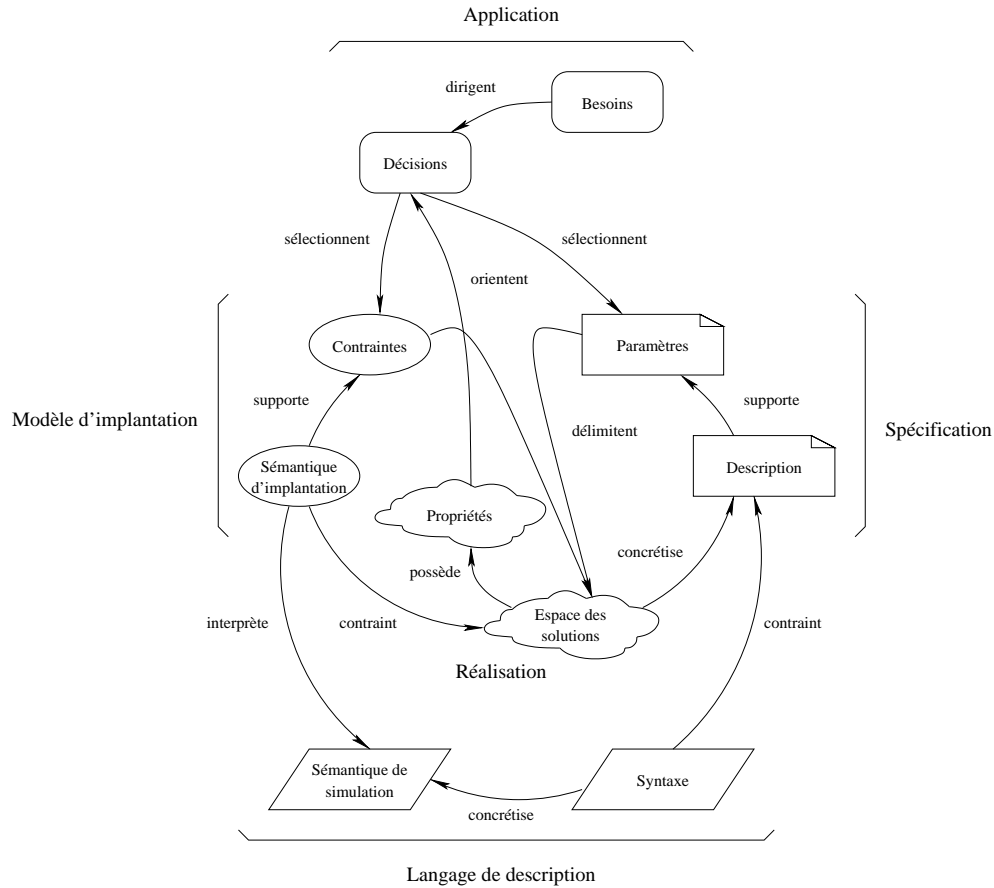 Application
dirigent
Besoins
Décisions
sélectionnent
sélectionnent
orientent
Contraintes
Paramètres
supporte
supporte
Modèle d'implantation
délimitent
Spécification
Sémantique
d'implantation
Description
Propriétés
concrétise
possède
Espace des
solutions
interprète
contraint
contraint
Réalisation
Sémantique de
simulation
Syntaxe
concrétise
Langage de description